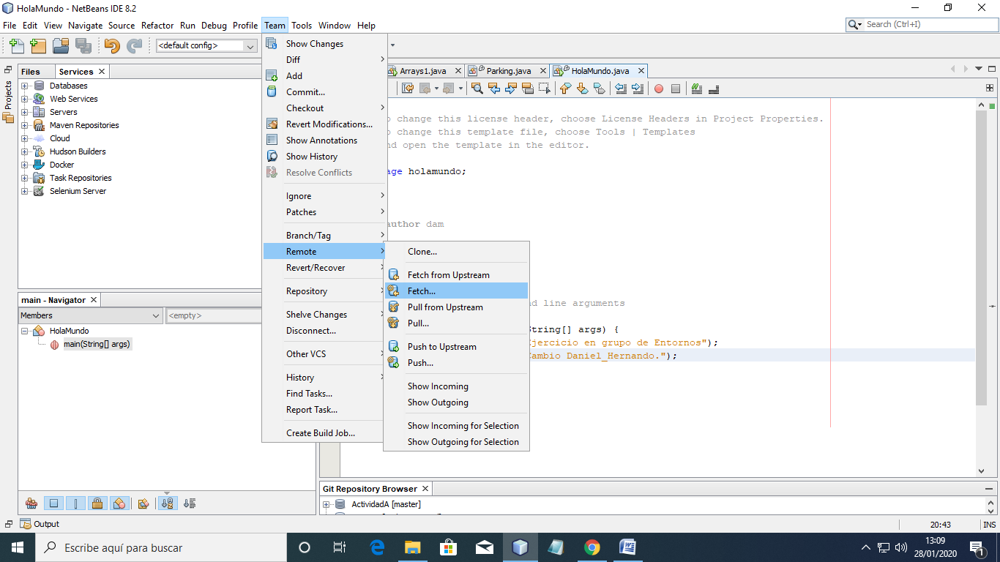 HolaMundo - NetBeans IDE 8.2
File Edit View Navigate Source Refactor Run Debug Profile Team Tools Window Help
Search (Ctrl+I)
<default config>
Files
Services
Projects
Databases
Web Services
Servers
Maven Repositories
Cloud
Hudson Builders
Docker
Task Repositories
Selenium Server
main - Navigator
Members
<empty>
HolaMundo
main(String[] args)
Show Changes
Diff
Add
Commit...
Checkout
Revert Modifications...
Show Annotations
Show History
Resolve Conflicts
Ignore
Patches
Branch/Tag
Remote
Revert/Recover
Repository
Shelve Changes
Disconnect...
Other VCS
History
Find Tasks...
Report Task...
Create Build Job...
Clone...
Fetch from Upstream
Fetch...
Pull from Upstream
Pull...
Push to Upstream
Push...
Show Incoming
Show Outgoing
Show Incoming for Selection
Show Outgoing for Selection
Arrays1.java
Parking.java
HolaMundo.java
o change this license header, choose License Headers in Project Properties.
o change this template file, choose Tools | Templates
nd open the template in the editor.
age holamundo;
author dam
nd line arguments
String[] args) {
Ejercicio en grupo de Entornos");
Cambio Daniel_Hernando.");
Git Repository Browser
ActividadA [master]
Output
20:43
INS
Escribe aquí para buscar
13:09
28/01/2020
1